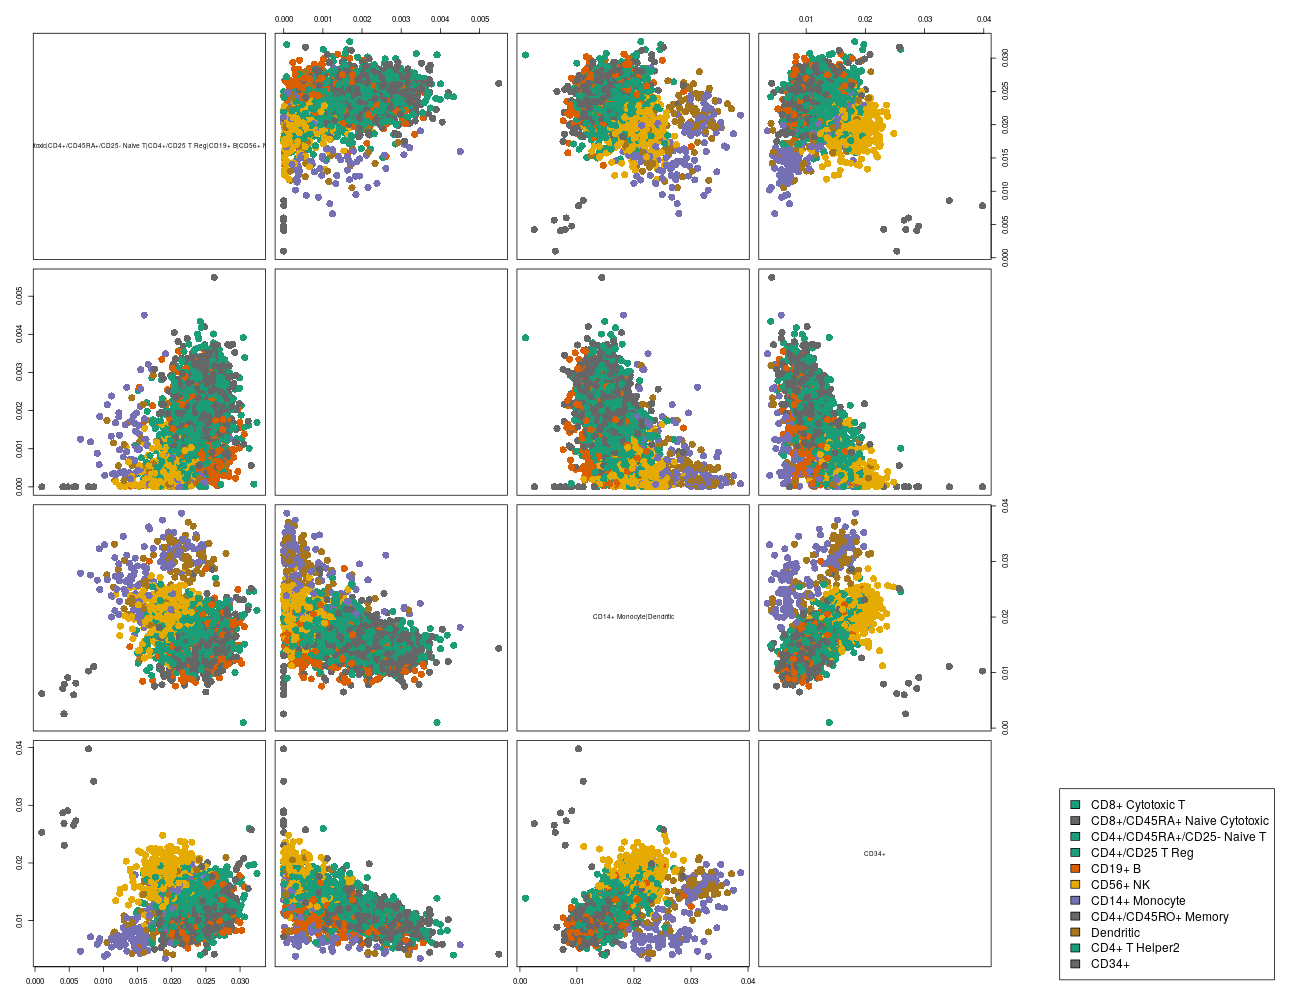 0.000 0.001 0.002 0.003 0.004 0.005
0.01 0.02 0.03 0.04
0.000 0.005 0.010 0.015 0.020 0.025 0.030
toxic|CD4+/CD45RA+/CD25- Naive T|CD4+/CD25 T Reg|CD19+ B|CD56+ N
0.000 0.001 0.002 0.003 0.004 0.005
CD14+ Monocyte|Dendritic
0.00 0.01 0.02 0.03 0.04
CD34+
0.01 0.02 0.03 0.04
0.000 0.005 0.010 0.015 0.020 0.025 0.030
0.00 0.01 0.02 0.03 0.04
CD8+ Cytotoxic T
CD8+/CD45RA+ Naive Cytotoxic
CD4+/CD45RA+/CD25- Naive T
CD4+/CD25 T Reg
CD19+ B
CD56+ NK
CD14+ Monocyte
CD4+/CD45RO+ Memory
Dendritic
CD4+ T Helper2
CD34+